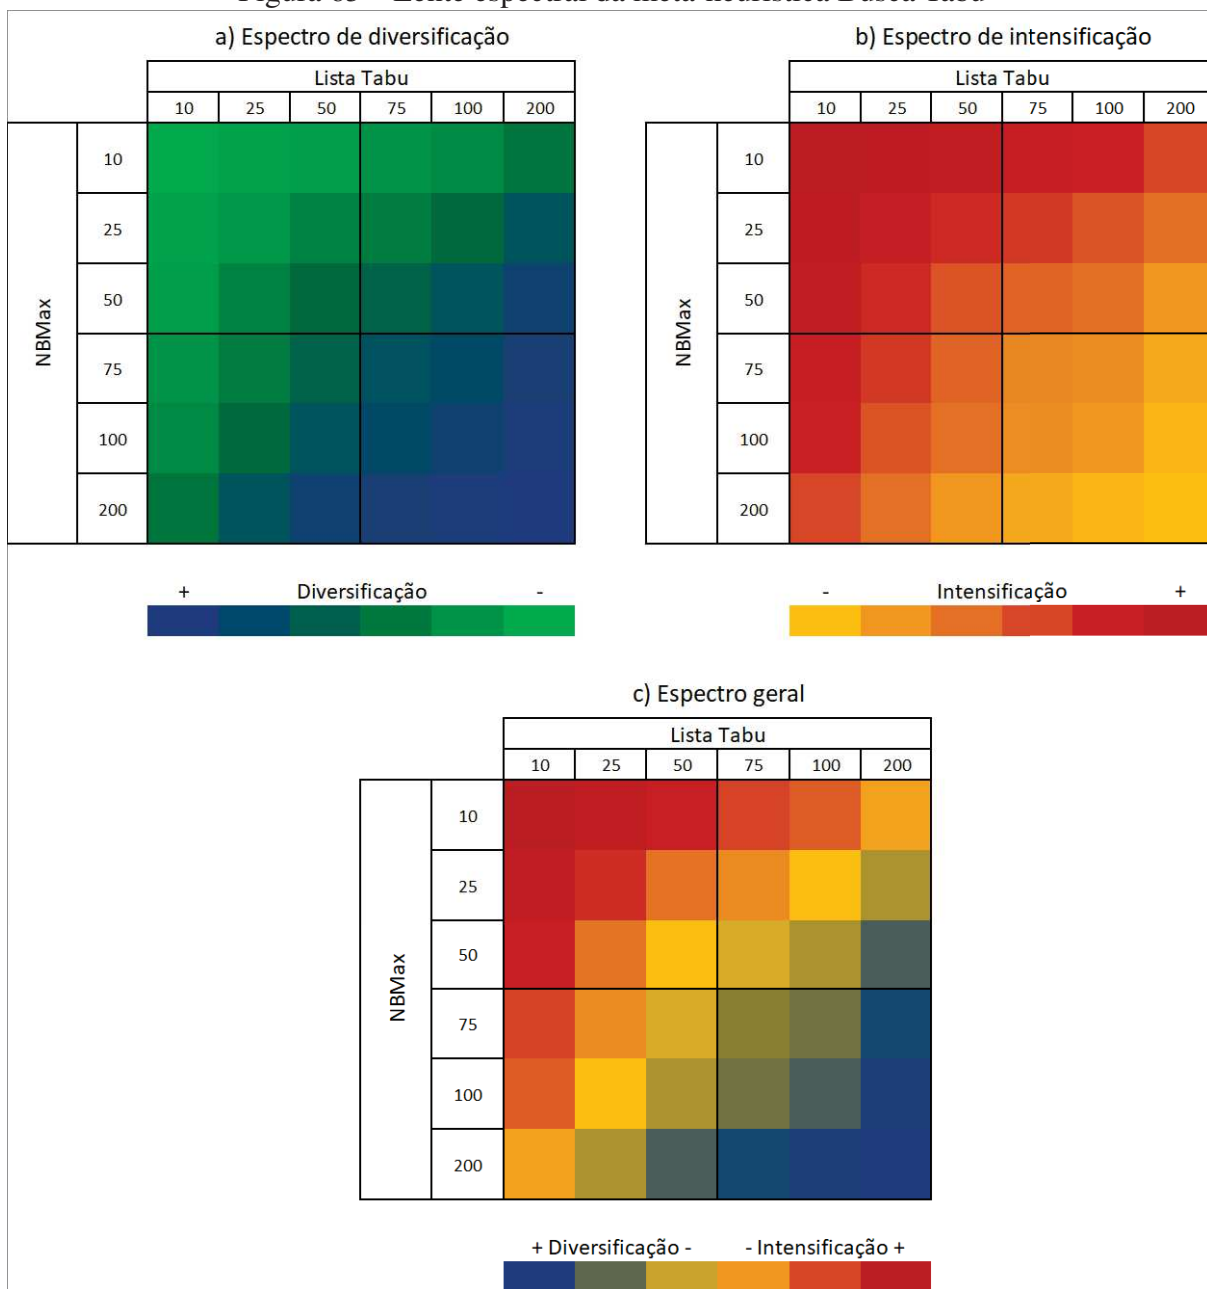 a) Espectro de diversificação
Lista Tabu
10 25 50 75 100 200
NBMax
10
25
50
75
100
200
+ Diversificação -
b) Espectro de intensificação
Lista Tabu
10 25 50 75 100 200
NBMax
10
25
50
75
100
200
- Intensificação +
c) Espectro geral
Lista Tabu
10 25 50 75 100 200
NBMax
10
25
50
75
100
200
+ Diversificação - - Intensificação +